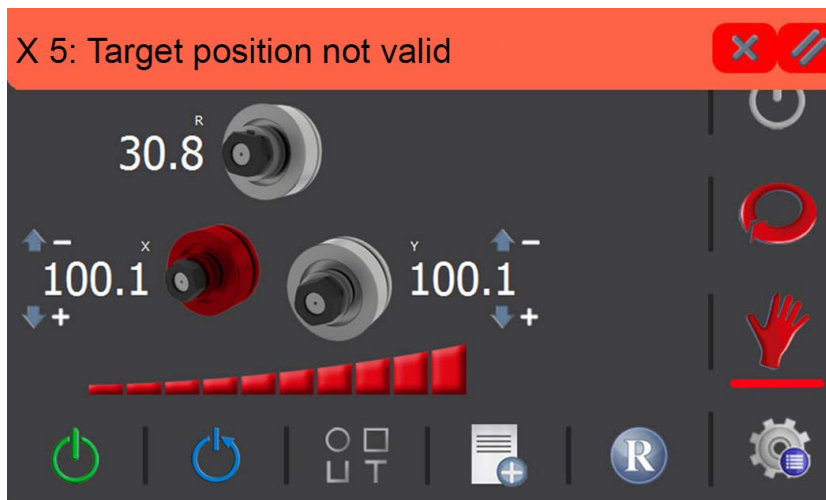 X 5: Target position not valid
R
30.8
X
100.1
Y
100.1
R